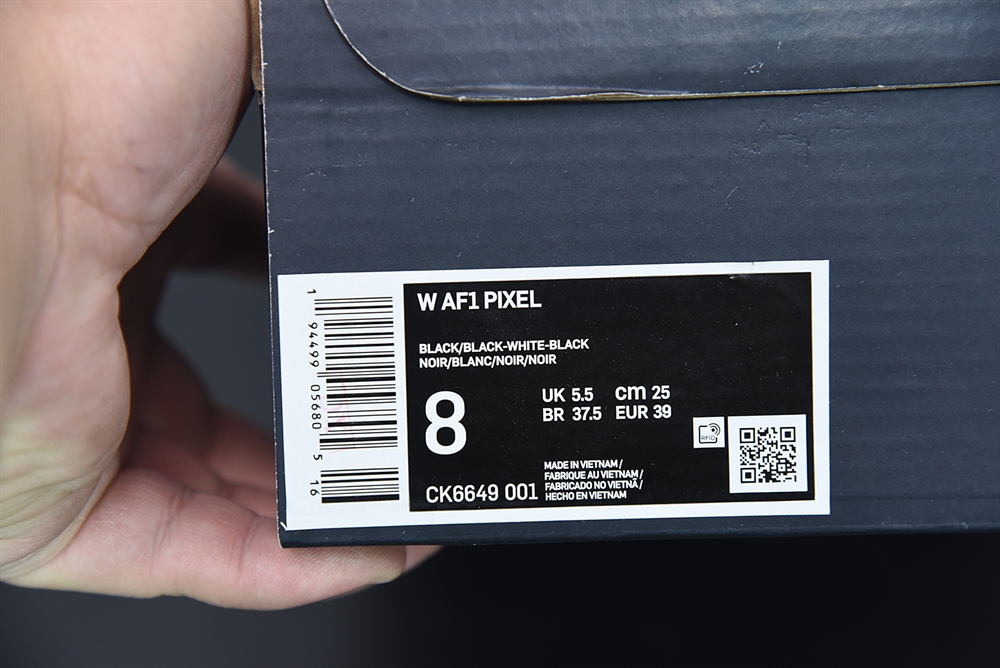 W AF1 PIXEL
BLACK/BLACK-WHITE-BLACK
NOIR/BLANC/NOIR/NOIR
8
UK 5.5 cm 25
BR 37.5 EUR 39
RFID
CK6649 001
MADE IN VIETNAM /
FABRIQUE AU VIETNAM /
FABRICADO NO VIETNÃ /
HECHO EN VIETNAM
1 94499 05680 5 16